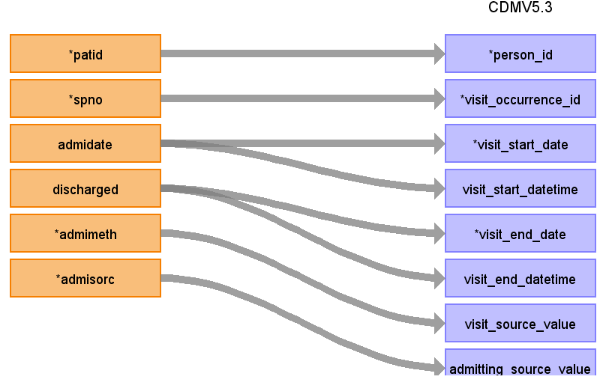 CDMV5.3
*patid
*person_id
*spno
*visit_occurrence_id
admidate
*visit_start_date
discharged
visit_start_datetime
*admimeth
*visit_end_date
*admisorc
visit_end_datetime
visit_source_value
admitting_source_value